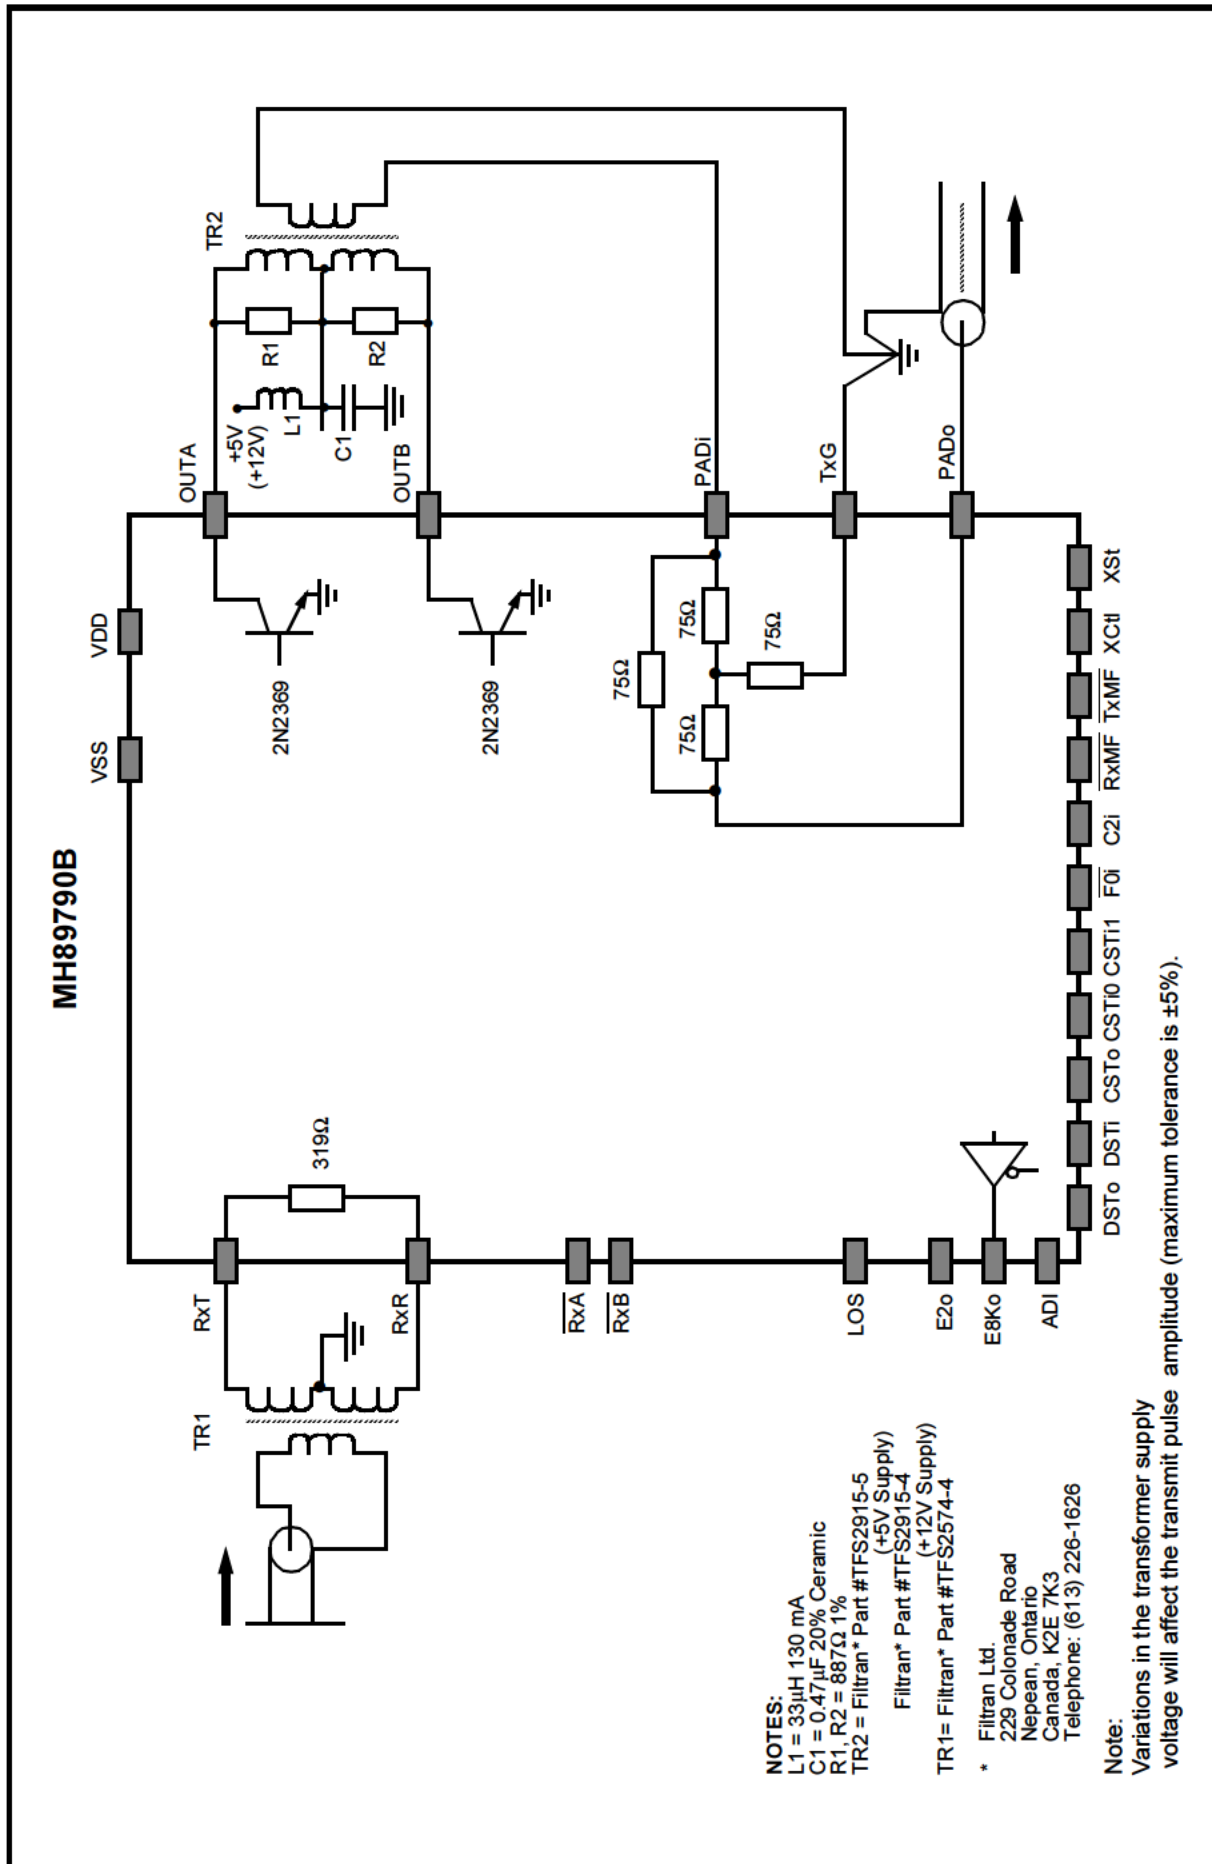 MH89790B
TR1
RxT
RxR
319Ω
RxA
RxB
LOS
E2o
E8Ko
ADI
VSS
VDD
2N2369
2N2369
OUTA
OUTB
+5V
(+12V)
L1
C1
R1
R2
TR2
75Ω
75Ω
75Ω
75Ω
PADi
TxG
PADo
DSTo
DSTi
CSTo
CSTi0
CSTi1
F0i
C2i
RxMF
TxMF
XCtl
XSt
NOTES:
L1 = 33µH 130 mA
C1 = 0.47µF 20% Ceramic
R1, R2 = 887Ω 1%
TR2 = Filtran* Part #TFS2915-5
(+5V Supply)
Filtran* Part #TFS2915-4
(+12V Supply)
TR1= Filtran* Part #TFS2574-4
* Filtran Ltd.
229 Colonade Road
Nepean, Ontario
Canada, K2E 7K3
Telephone: (613) 226-1626
Note:
Variations in the transformer supply
voltage will affect the transmit pulse amplitude (maximum tolerance is ±5%).